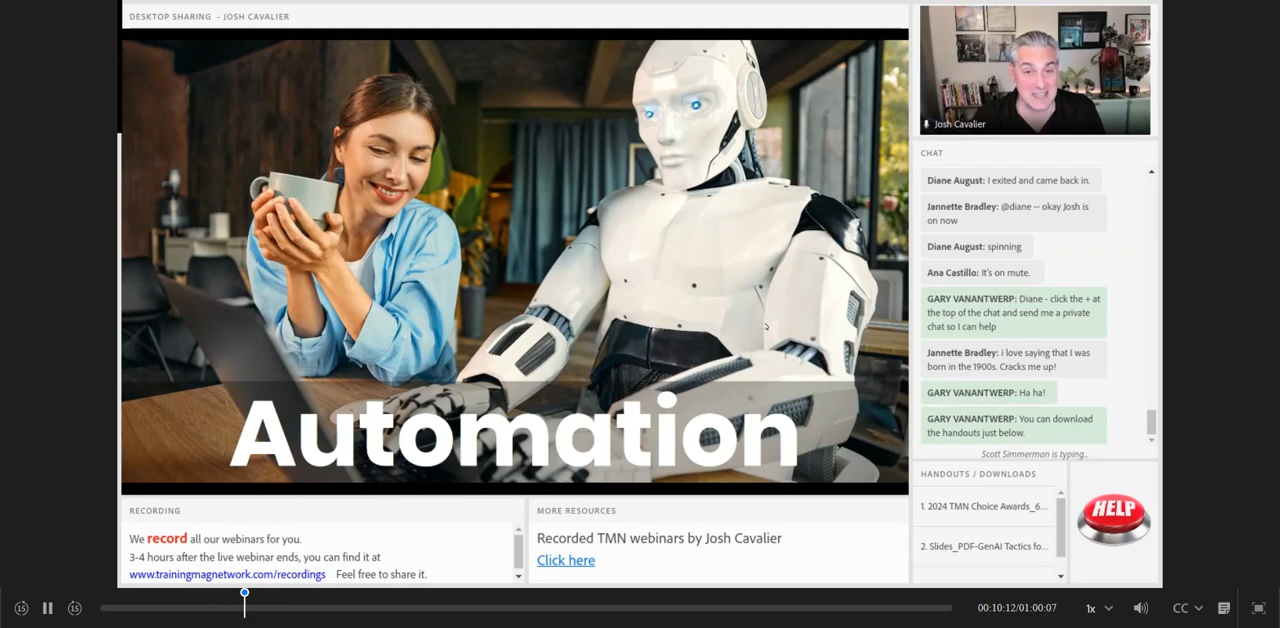 DESKTOP SHARING - JOSH CAVALIER
Automation
Josh Cavalier
CHAT
Diane August: I exited and came back in.
Jannette Bradley: @diane -- okay Josh is
on now
Diane August: spinning
Ana Castillo: It's on mute.
GARY VANANTWERP: Diane - click the + at
the top of the chat and send me a private
chat so I can help
Jannette Bradley: i love saying that I was
born in the 1900s. Cracks me up!
GARY VANANTWERP: Ha ha!
GARY VANANTWERP: You can download
the handouts just below.
Scott Simmerman is typing...
HANDOUTS / DOWNLOADS
1. 2024 TMN Choice Awards_6...
2. Slides_PDF-GenAI Tactics fo...
HELP
RECORDING
We record all our webinars for you.
3-4 hours after the live webinar ends, you can find it at
www.trainingmagnetwork.com/recordings Feel free to share it.
MORE RESOURCES
Recorded TMN webinars by Josh Cavalier
Click here
15
15
00:10:12/01:00:07
1x
CC